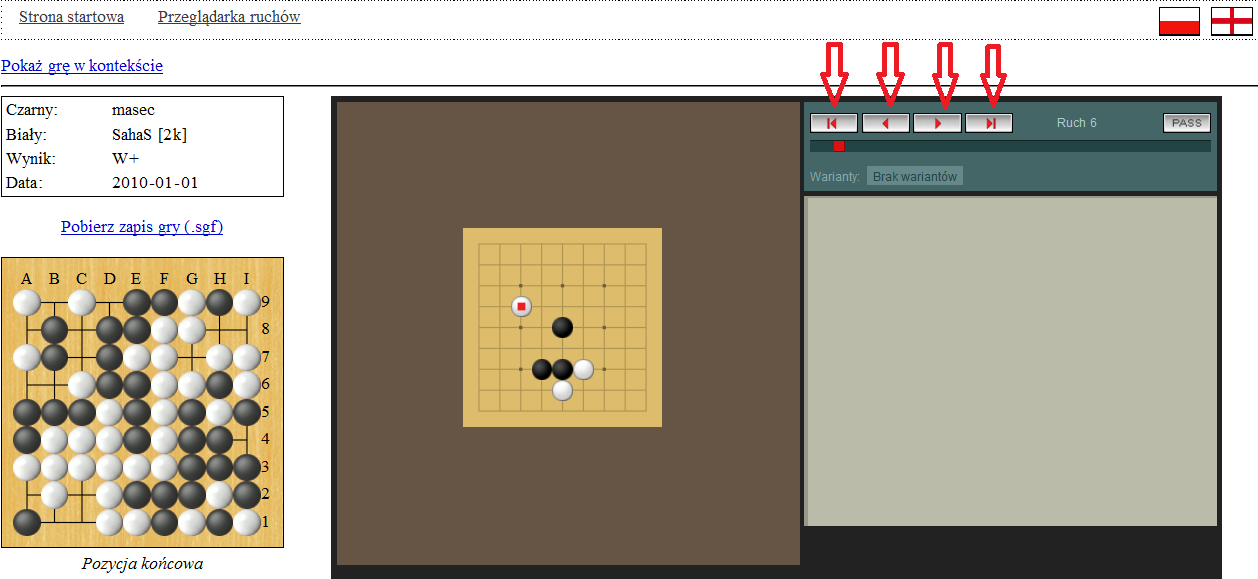 Strona startowa Przeglądarka ruchów
Pokaż grę w kontekście
Czarny: masec
Biały: SahaS [2k]
Wynik: W+
Data: 2010-01-01
Pobierz zapis gry (.sgf)
A B C D E F G H I
9
8
7
6
5
4
3
2
1
Pozycja końcowa
Ruch 6 PASS
Warianty: Brak wariantów